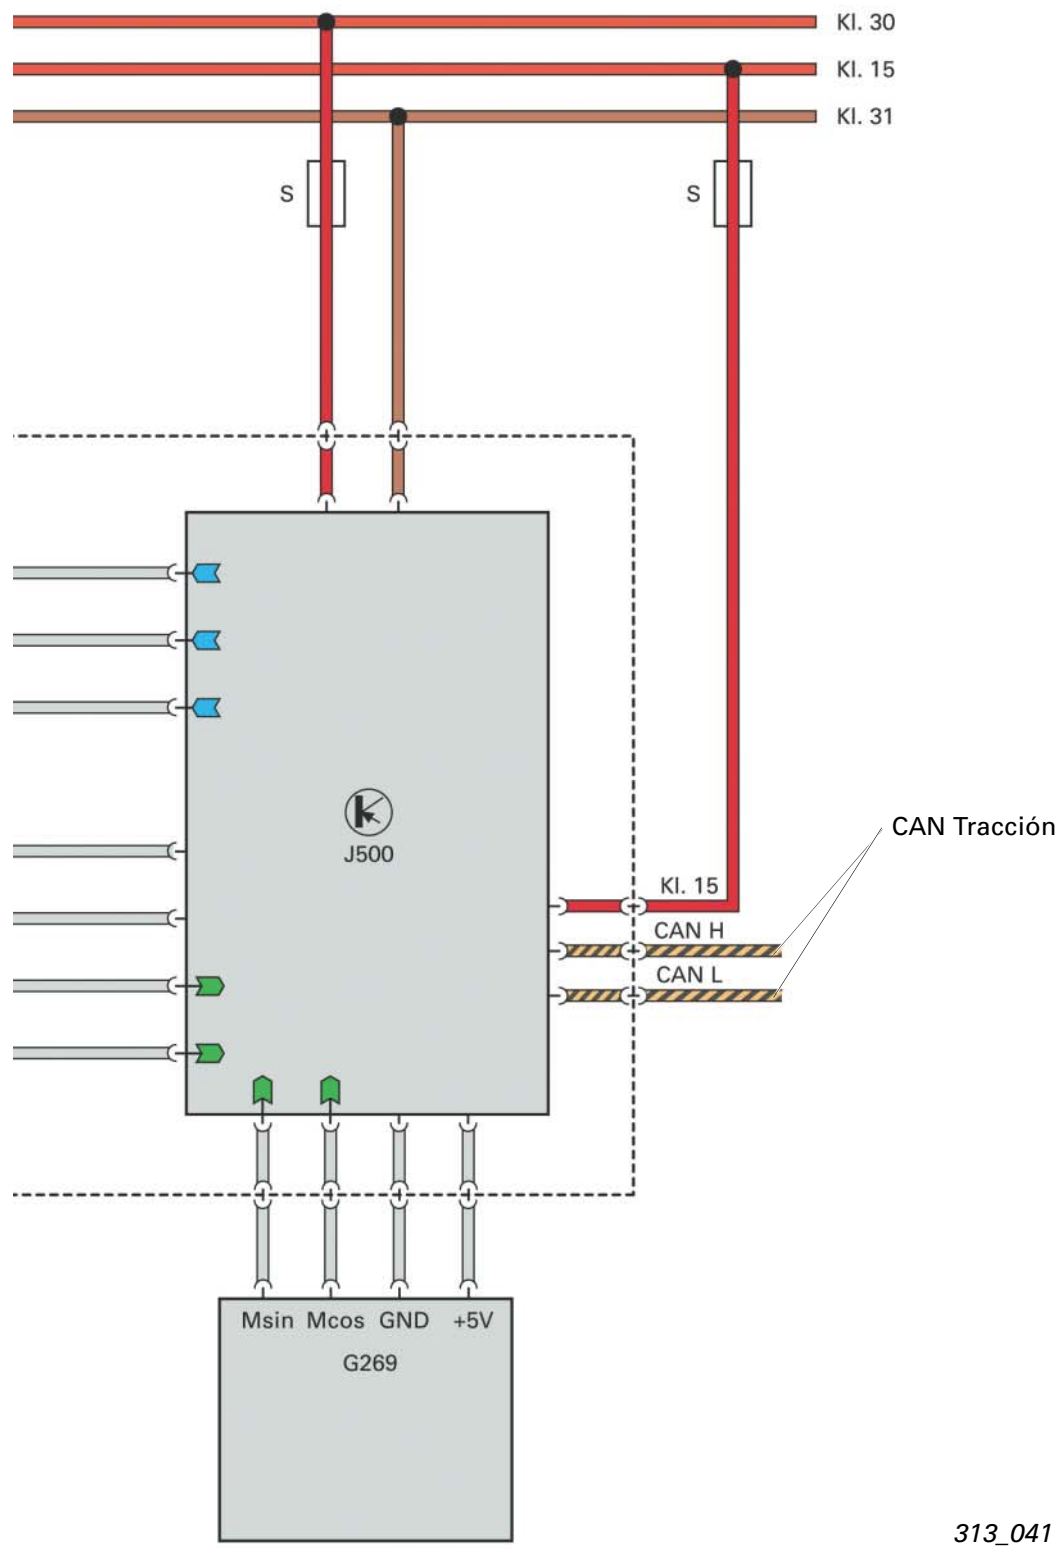 Kl. 30
Kl. 15
Kl. 31
S
S
J500
CAN Tracción
Kl. 15
CAN H
CAN L
Msin Mcos GND +5V
G269
313_041